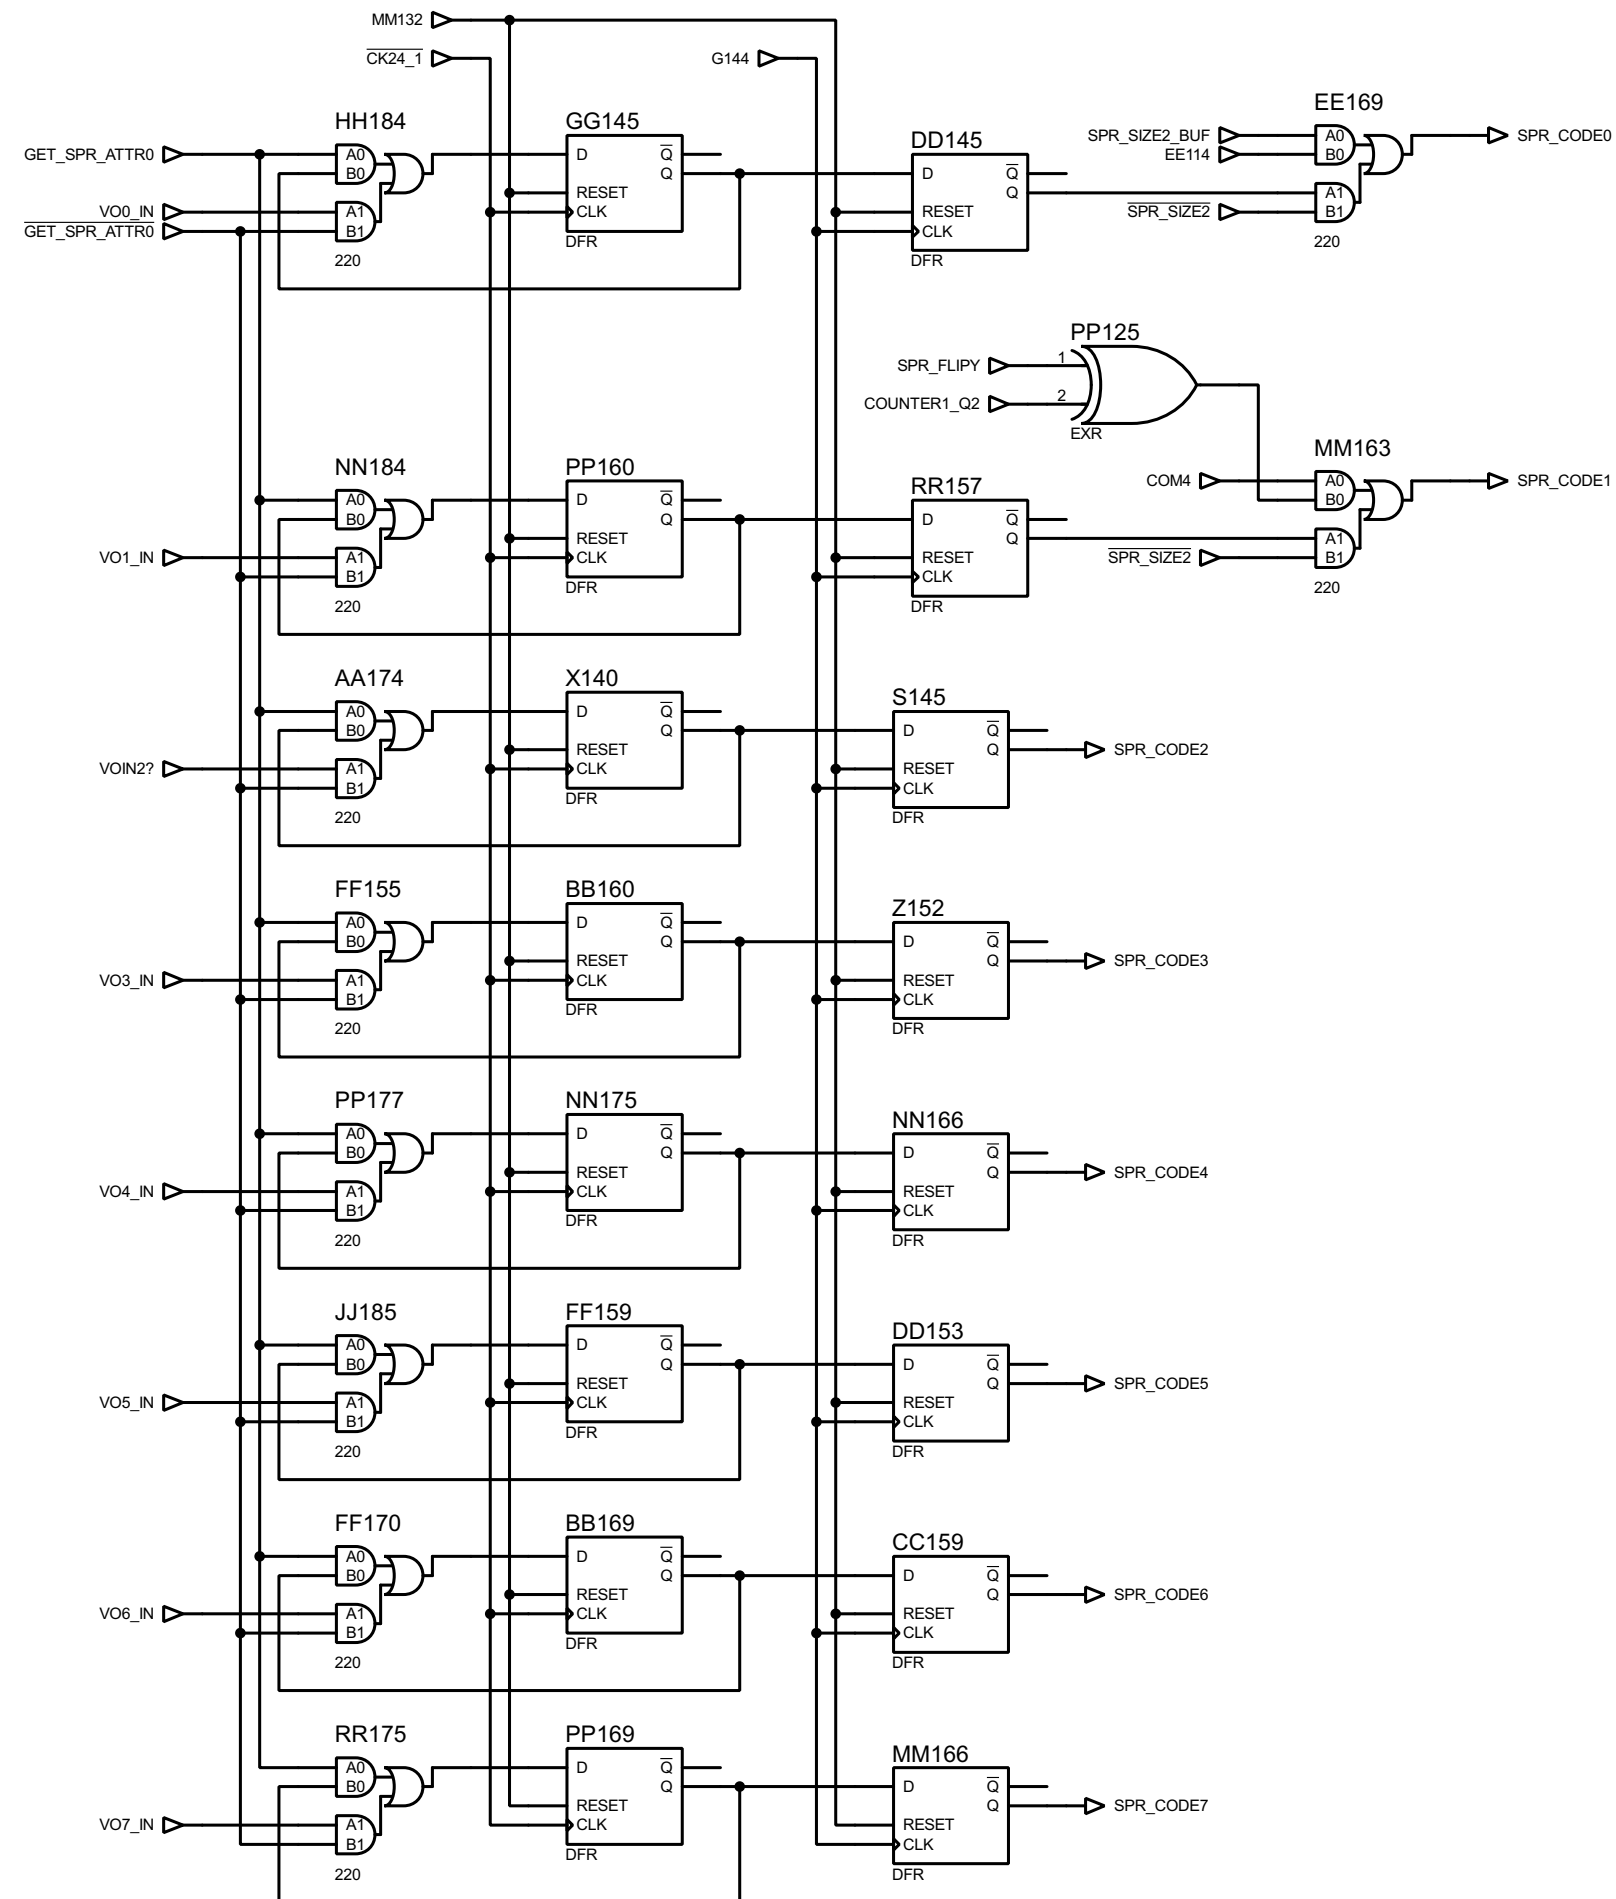 MM132
CK24_1
G144
HH184
GET_SPR_ATTR0
A0
B0
VO0_IN
A1
GET_SPR_ATTR0
B1
220
GG145
D Q
Q
RESET
CLK
DFR
DD145
D Q
Q
RESET
CLK
DFR
EE169
SPR_SIZE2_BUF
EE114
A0
B0
A1
SPR_SIZE2
B1
220
SPR_CODE0
PP125
SPR_FLIPY 1
COUNTER1_Q2 2
EXR
NN184
A0
B0
VO1_IN
A1
B1
220
PP160
D Q
Q
RESET
CLK
DFR
RR157
D Q
Q
RESET
CLK
DFR
MM163
COM4
A0
B0
A1
SPR_SIZE2
B1
220
SPR_CODE1
AA174
A0
B0
VOIN2?
A1
B1
220
X140
D Q
Q
RESET
CLK
DFR
S145
D Q
Q
RESET
CLK
DFR
SPR_CODE2
FF155
A0
B0
VO3_IN
A1
B1
220
BB160
D Q
Q
RESET
CLK
DFR
Z152
D Q
Q
RESET
CLK
DFR
SPR_CODE3
PP177
A0
B0
VO4_IN
A1
B1
220
NN175
D Q
Q
RESET
CLK
DFR
NN166
D Q
Q
RESET
CLK
DFR
SPR_CODE4
JJ185
A0
B0
VO5_IN
A1
B1
220
FF159
D Q
Q
RESET
CLK
DFR
DD153
D Q
Q
RESET
CLK
DFR
SPR_CODE5
FF170
A0
B0
VO6_IN
A1
B1
220
BB169
D Q
Q
RESET
CLK
DFR
CC159
D Q
Q
RESET
CLK
DFR
SPR_CODE6
RR175
A0
B0
VO7_IN
A1
B1
220
PP169
D Q
Q
RESET
CLK
DFR
MM166
D Q
Q
RESET
CLK
DFR
SPR_CODE7